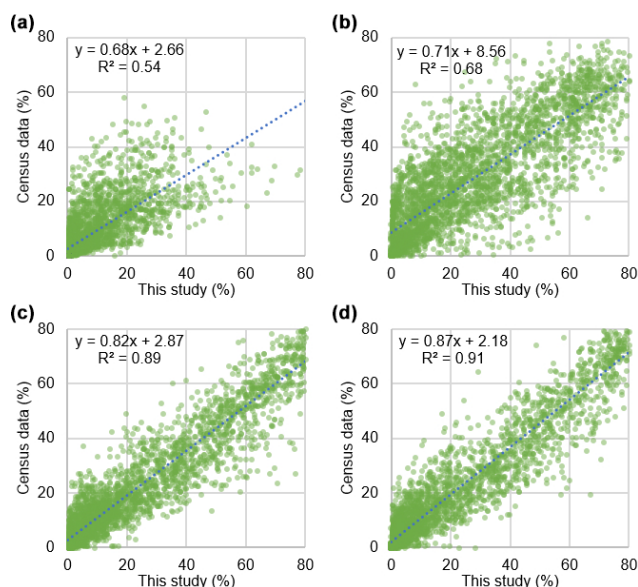 (a)
y = 0.68x + 2.66
R² = 0.54
80
60
40
20
0
Census data (%)
0 20 40 60 80
This study (%)
(b)
y = 0.71x + 8.56
R² = 0.68
80
60
40
20
0
Census data (%)
0 20 40 60 80
This study (%)
(c)
y = 0.82x + 2.87
R² = 0.89
80
60
40
20
0
Census data (%)
0 20 40 60 80
This study (%)
(d)
y = 0.87x + 2.18
R² = 0.91
80
60
40
20
0
Census data (%)
0 20 40 60 80
This study (%)